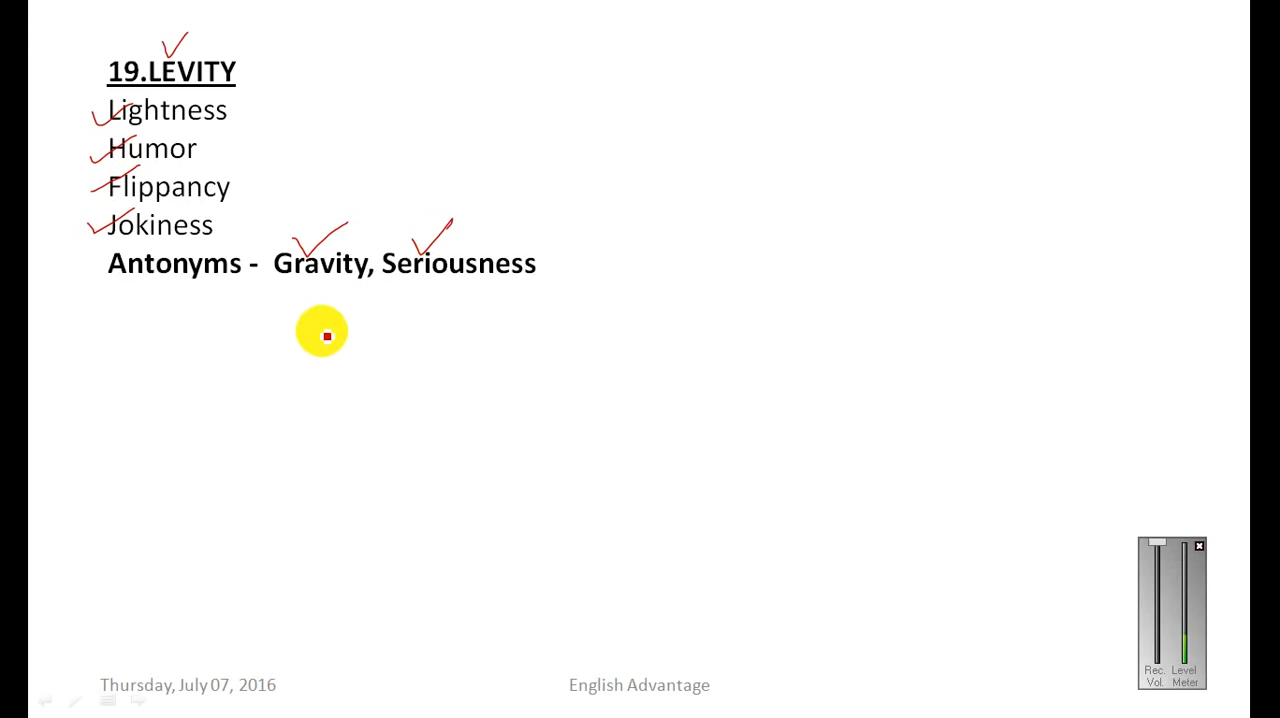 19.LEVITY
Lightness
Humor
Flippancy
Jokiness
Antonyms - Gravity, Seriousness
Rec. Level
Vol. Meter
Thursday, July 07, 2016 English Advantage